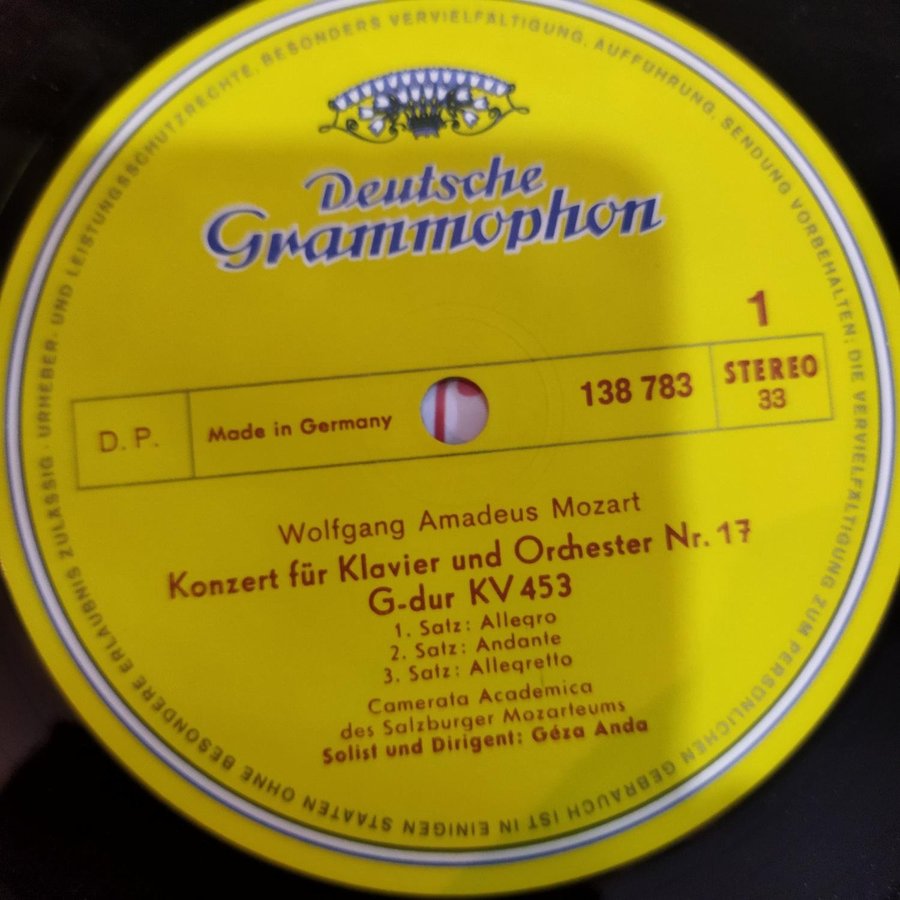 Deutsche
Grammophon
1
D. P.
Made in Germany
138 783
STEREO
33
Wolfgang Amadeus Mozart
Konzert für Klavier und Orchester Nr. 17
G-dur KV 453
1. Satz: Allegro
2. Satz: Andante
3. Satz: Allegretto
Camerata Academica
des Salzburger Mozarteums
Solist und Dirigent: Géza Anda
URHEBER- UND LEISTUNGSSCHUTZRECHTE, BESONDERS VERVIELFÄLTIGUNG, AUFFÜHRUNG, SENDUNG VORBEHALTEN; DIE VERVIELFÄLTIGUNG ZUM PERSÖNLICHEN GEBRAUCH IST IN EINIGEN STAATEN OHNE BESONDERE ERLAUBNIS ZULÄSSIG ·